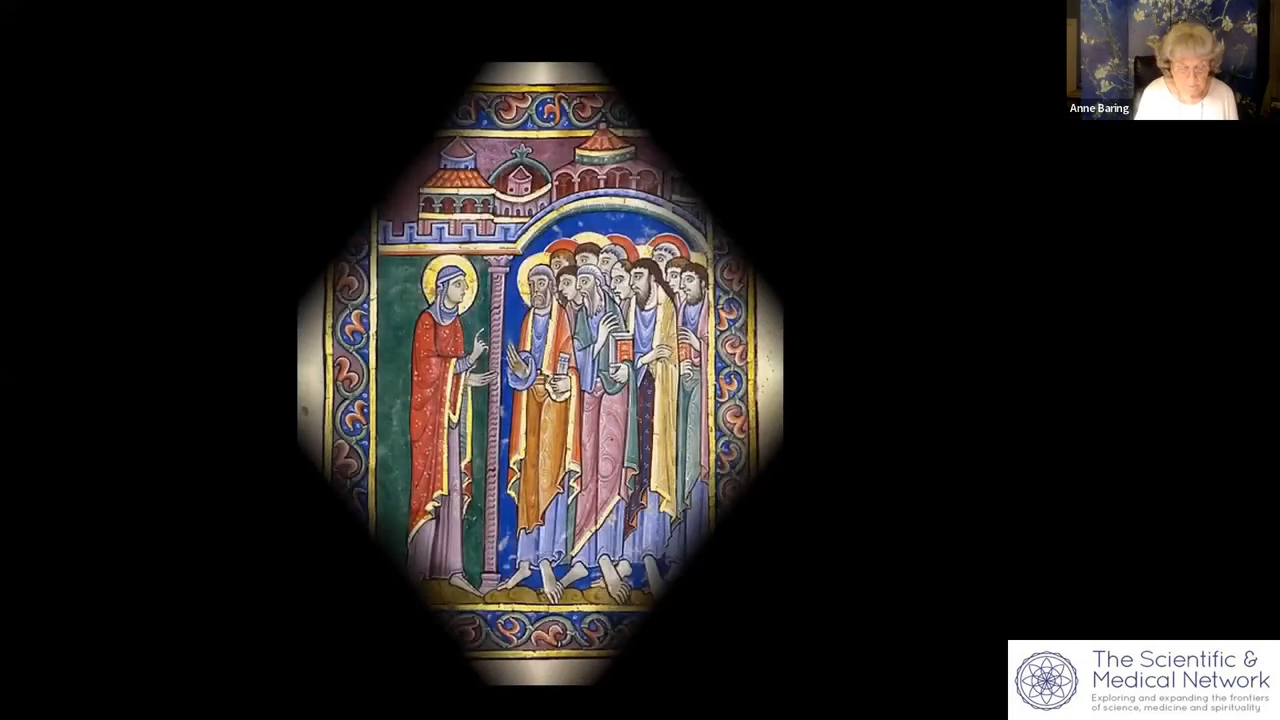 Anne Baring
The Scientific &
Medical Network
Exploring and expanding the frontiers
of science, medicine and spirituality